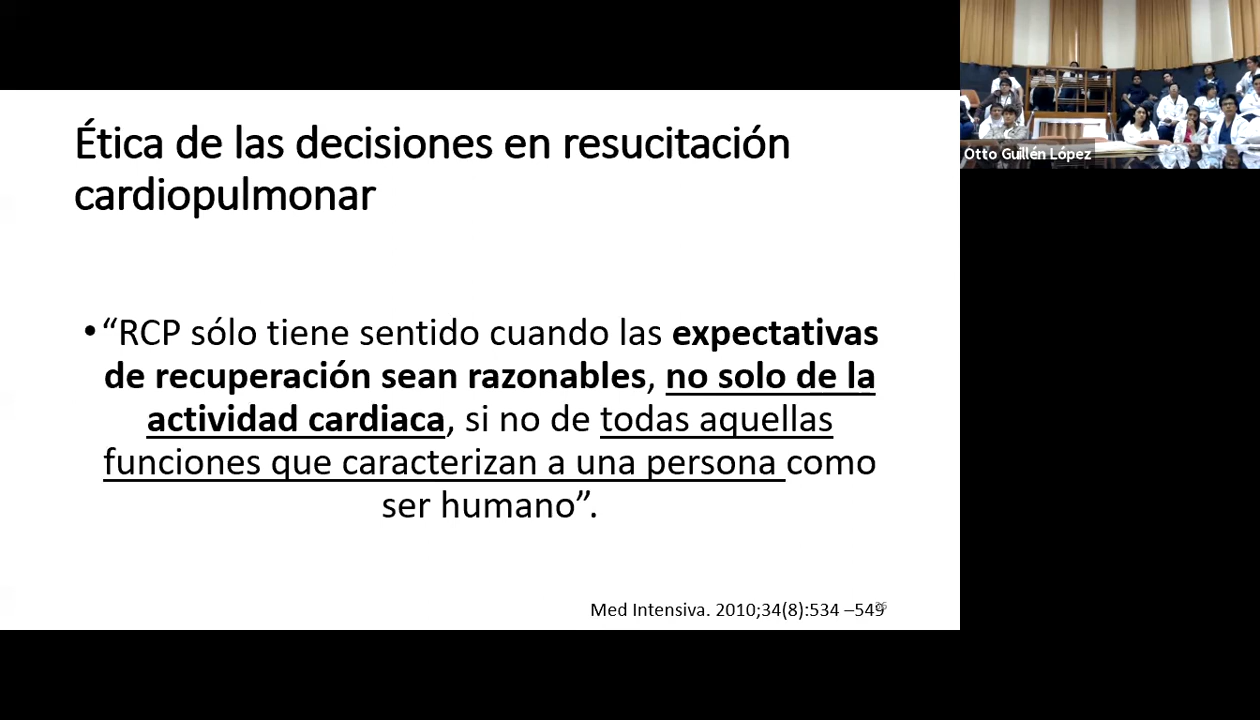 Ética de las decisiones en resucitación
cardiopulmonar
•“RCP sólo tiene sentido cuando las expectativas
de recuperación sean razonables, no solo de la
actividad cardiaca, si no de todas aquellas
funciones que caracterizan a una persona como
ser humano”.
Med Intensiva. 2010;34(8):534 –549
26
Otto Guillén López